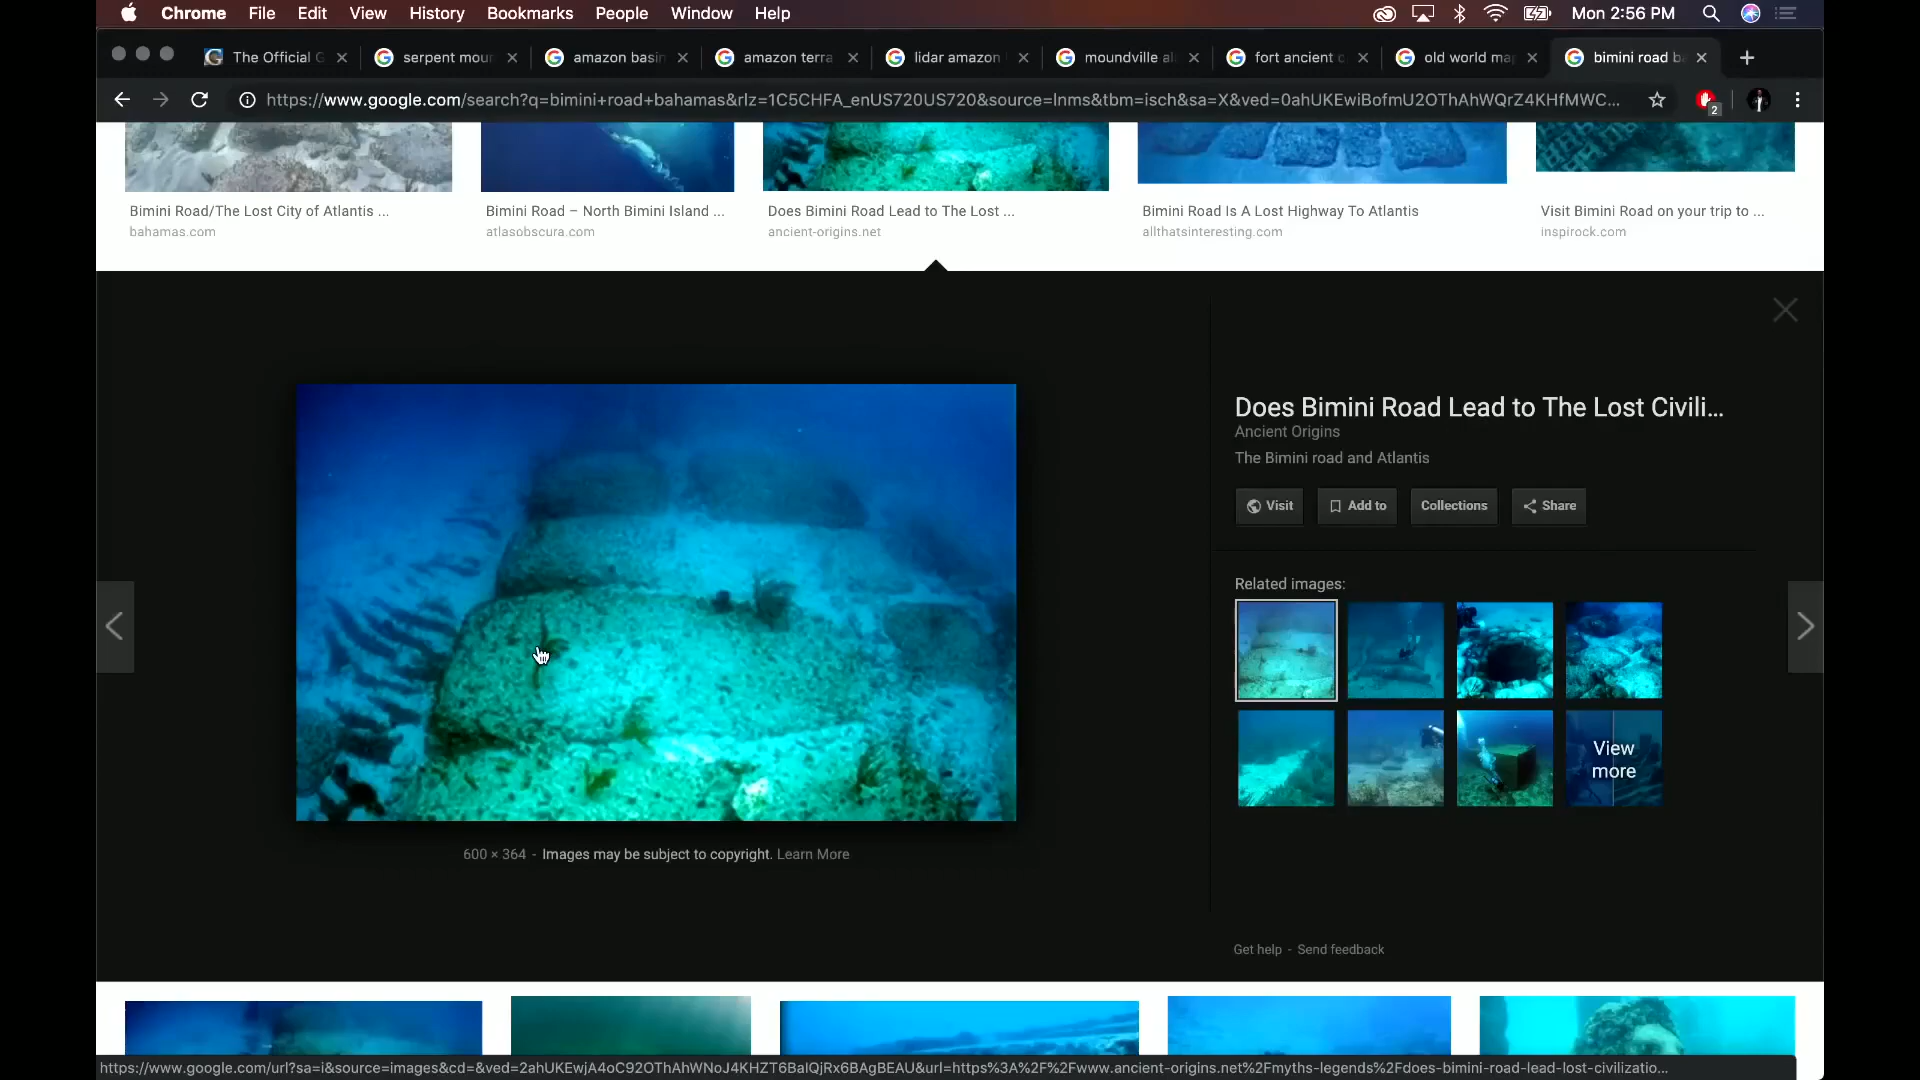 Chrome File Edit View History Bookmarks People Window Help Mon 2:56 PM
The Official G serpent mou amazon basin amazon terra lidar amazon moundville al fort ancient c old world map bimini road ba
https://www.google.com/search?q=bimini+road+bahamas&rlz=1C5CHFA_enUS720US720&source=lnms&tbm=isch&sa=X&ved=0ahUKEwiBofmU2OThAhWQrZ4KHfMWC... 2
Bimini Road/The Lost City of Atlantis ... Bimini Road – North Bimini Island ... Does Bimini Road Lead to The Lost ... Bimini Road Is A Lost Highway To Atlantis Visit Bimini Road on your trip to ...
bahamas.com atlasobscura.com ancient-origins.net allthatsinteresting.com inspirock.com
Does Bimini Road Lead to The Lost Civili...
Ancient Origins
The Bimini road and Atlantis
Visit Add to Collections Share
Related images:
View
more
600 × 364 - Images may be subject to copyright. Learn More
Get help - Send feedback
https://www.google.com/url?sa=i&source=images&cd=&ved=2ahUKEwjA4oC92OThAhWNoJ4KHZT6BaIQjRx6BAgBEAU&url=https%3A%2F%2Fwww.ancient-origins.net%2Fmyths-legends%2Fdoes-bimini-road-lead-lost-civilizatio...